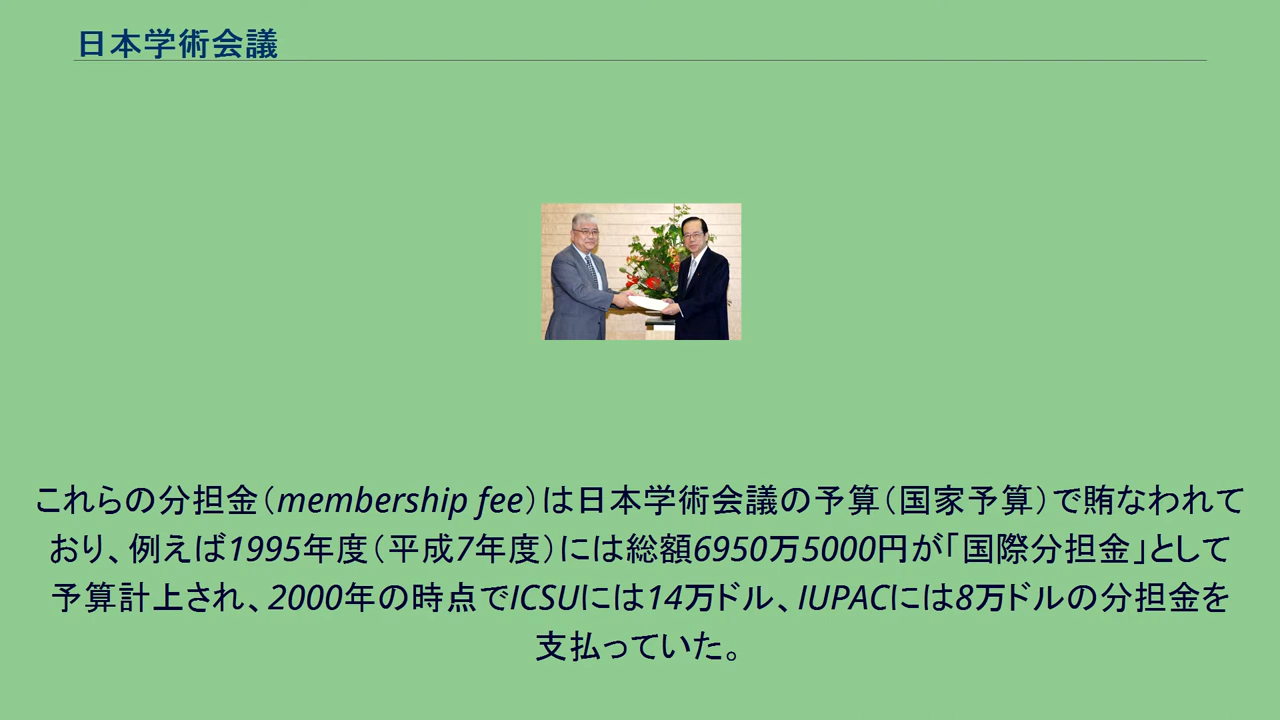 日本学術会議
これらの分担金（membership fee）は日本学術会議の予算（国家予算）で賄なわれて
おり、例えば1995年度（平成7年度）には総額6950万5000円が「国際分担金」として
予算計上され、2000年の時点でICSUには14万ドル、IUPACには8万ドルの分担金を
支払っていた。